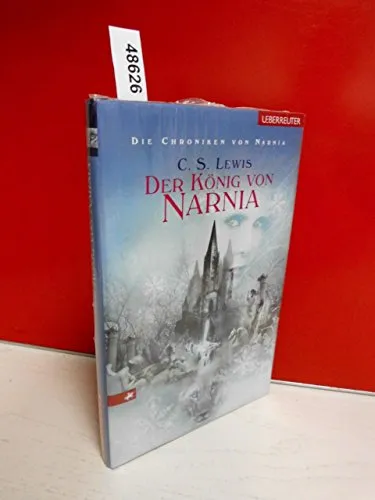 48626
UEBERREUTER
DIE CHRONIKEN VON NARNIA
C. S. LEWIS
DER KÖNIG VON
NARNIA